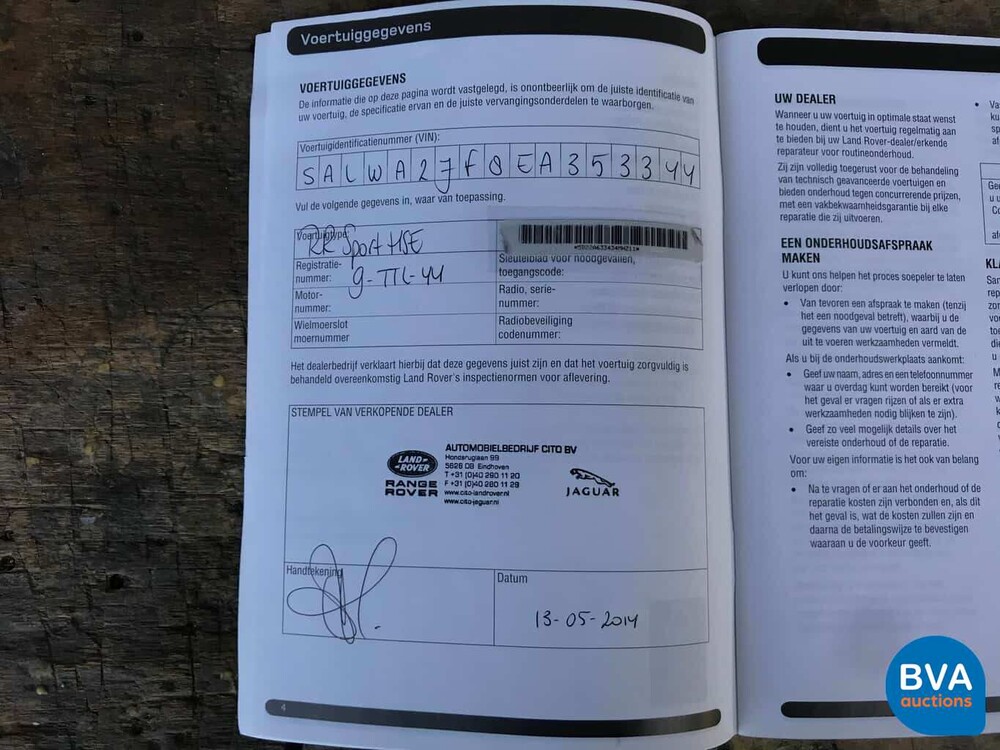 Voertuiggegevens
VOERTUIGGEGEVENS
De informatie die op deze pagina wordt vastgelegd, is onontbeerlijk om de juiste identificatie van
uw voertuig, de specificatie ervan en de juiste vervangingsonderdelen te waarborgen.
Voertuigidentificatienummer (VIN):
SALWA27F8EA353344
Vul de volgende gegevens in, waar van toepassing.
Voertuigtype:
RR Sport HSE
Registratie-
nummer:
9-TTL-44
Motor-
nummer:
Wielmoerslot
moernummer
Sleutelblad voor noodgevallen,
toegangscode:
Radio, serie-
nummer:
Radiobeveiliging
codenummer:
Het dealerbedrijf verklaart hierbij dat deze gegevens juist zijn en dat het voertuig zorgvuldig is
behandeld overeenkomstig Land Rover's inspectienormen voor aflevering.
STEMPEL VAN VERKOPENDE DEALER
LAND-
ROVER
RANGE
ROVER
AUTOMOBIELBEDRIJF CITO BV
Hondsruglaan 99
5628 DB Eindhoven
T +31 (0)40 290 11 20
F +31 (0)40 290 11 29
www.cito-landrover.nl
www.cito-jaguar.nl
JAGUAR
Handtekening
Datum
13-05-2014
4
UW DEALER
Wanneer u uw voertuig in optimale staat wenst
te houden, dient u het voertuig regelmatig aan
te bieden bij uw Land Rover-dealer/erkende
reparateur voor routineonderhoud.
Zij zijn volledig toegerust voor de behandeling
van technisch geavanceerde voertuigen en
bieden onderhoud tegen concurrerende prijzen,
met een vakbekwaamheidsgarantie bij elke
reparatie die zij uitvoeren.
EEN ONDERHOUDSAFSPRAAK
MAKEN
U kunt ons helpen het proces soepeler te laten
verlopen door:
• Van tevoren een afspraak te maken (tenzij
het een noodgeval betreft), waarbij u de
gegevens van uw voertuig en aard van de
uit te voeren werkzaamheden vermeldt.
Als u bij de onderhoudswerkplaats aankomt:
• Geef uw naam, adres en een telefoonnummer
waar u overdag kunt worden bereikt (voor
het geval er vragen rijzen of als er extra
werkzaamheden nodig blijken te zijn).
• Geef zo veel mogelijk details over het
vereiste onderhoud of de reparatie.
Voor uw eigen informatie is het ook van belang
om:
• Na te vragen of er aan het onderhoud of de
reparatie kosten zijn verbonden en, als dit
het geval is, wat de kosten zullen zijn en
daarna de betalingswijze te bevestigen
waaraan u de voorkeur geeft.
BVA
auctions